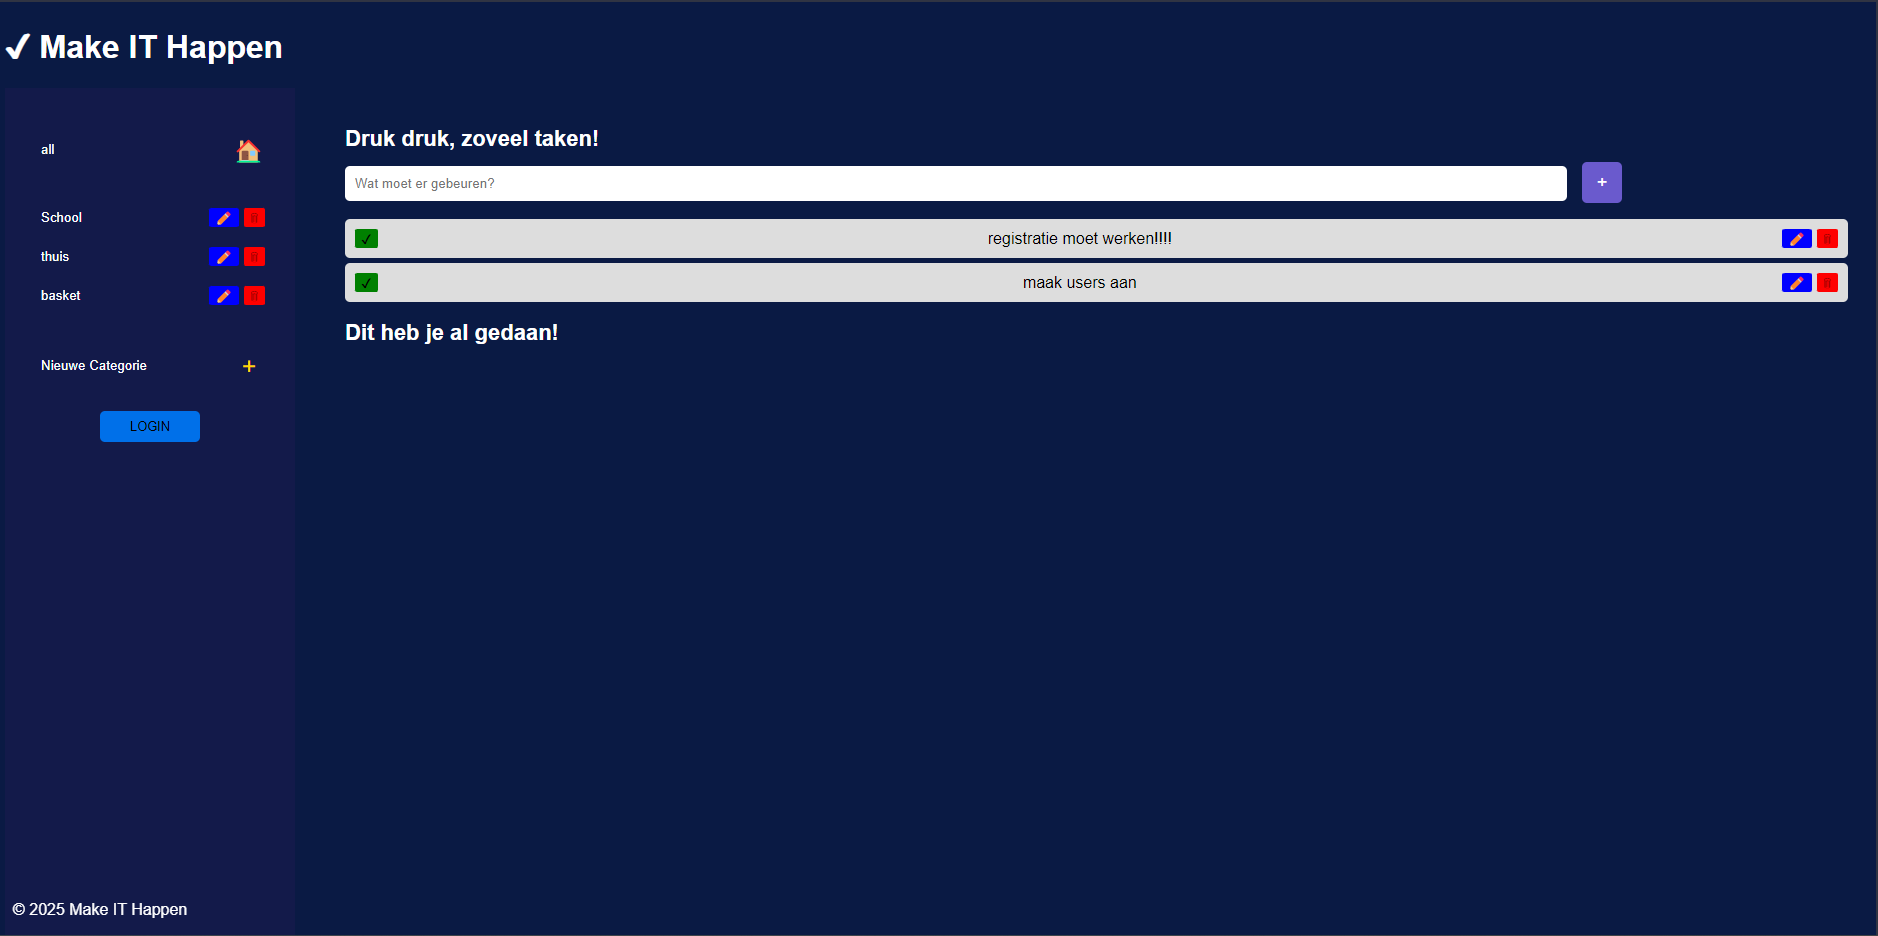 ✓ Make IT Happen
all
School
thuis
basket
Nieuwe Categorie +
LOGIN
© 2025 Make IT Happen
Druk druk, zoveel taken!
Wat moet er gebeuren? +
registratie moet werken!!!!
maak users aan
Dit heb je al gedaan!